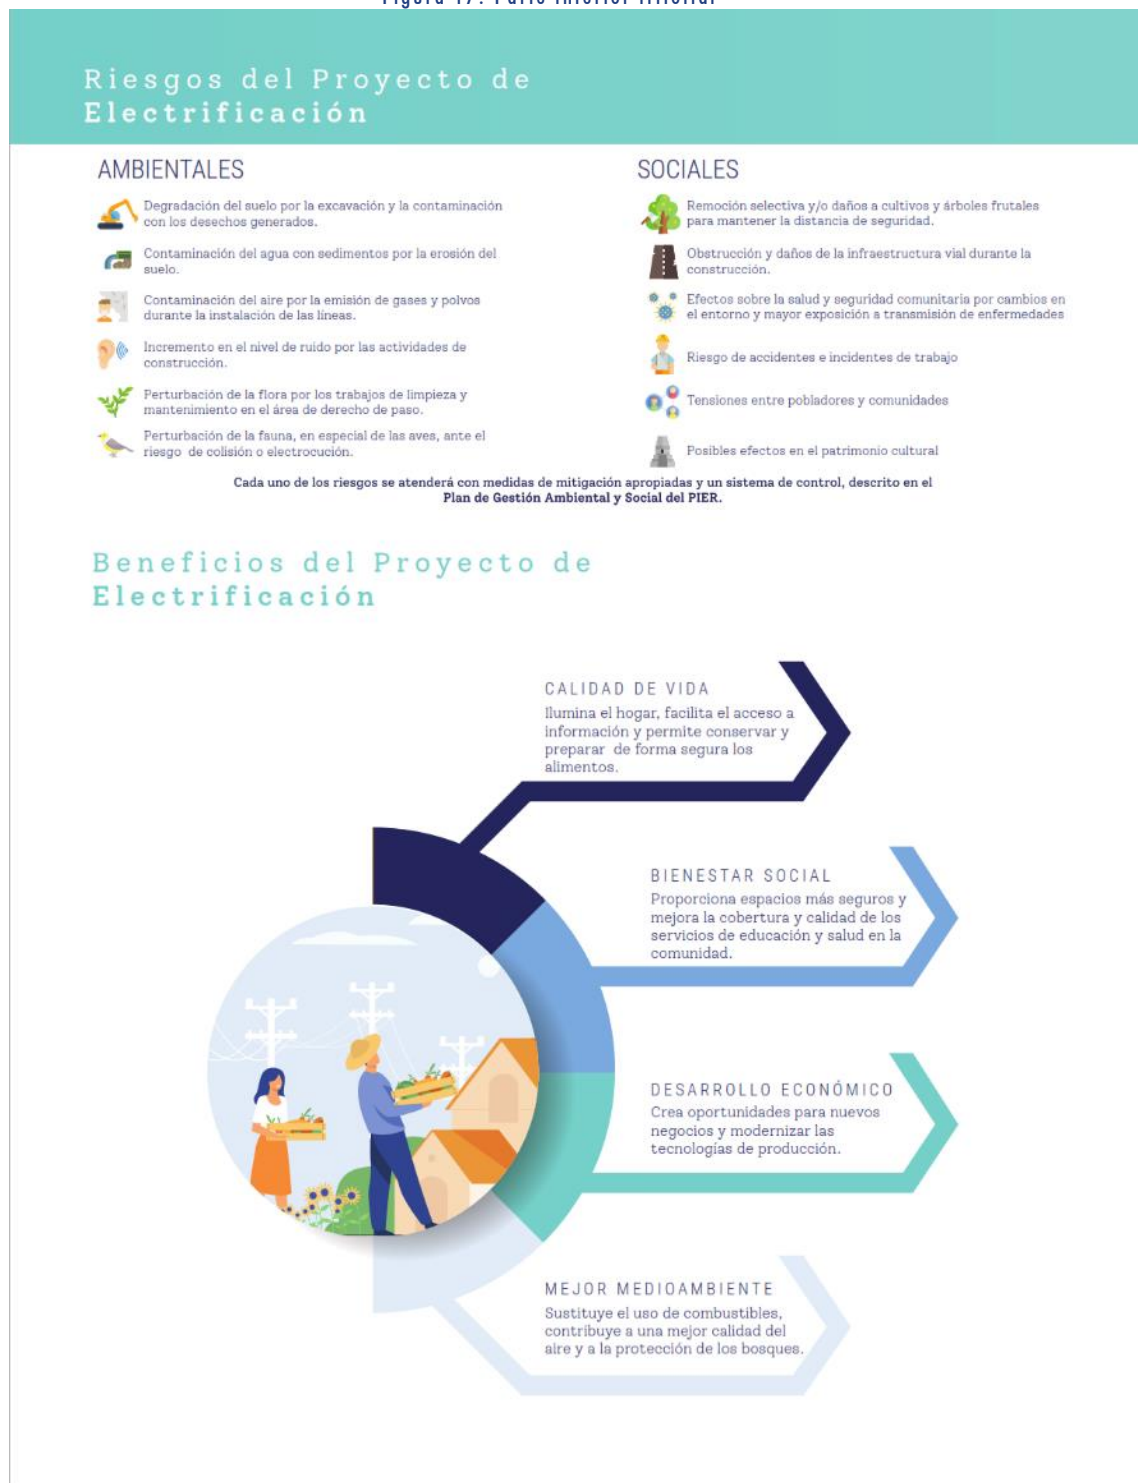 Riesgos del Proyecto de
Electrificación
AMBIENTALES
Degradación del suelo por la excavación y la contaminación
con los desechos generados.
Contaminación del agua con sedimentos por la erosión del
suelo.
Contaminación del aire por la emisión de gases y polvos
durante la instalación de las líneas.
Incremento en el nivel de ruido por las actividades de
construcción.
Perturbación de la flora por los trabajos de limpieza y
mantenimiento en el área de derecho de paso.
Perturbación de la fauna, en especial de las aves, ante el
riesgo de colisión o electrocución.
SOCIALES
Remoción selectiva y/o daños a cultivos y árboles frutales
para mantener la distancia de seguridad.
Obstrucción y daños de la infraestructura vial durante la
construcción.
Efectos sobre la salud y seguridad comunitaria por cambios en
el entorno y mayor exposición a transmisión de enfermedades
Riesgo de accidentes e incidentes de trabajo
Tensiones entre pobladores y comunidades
Posibles efectos en el patrimonio cultural
Cada uno de los riesgos se atenderá con medidas de mitigación apropiadas y un sistema de control, descrito en el
Plan de Gestión Ambiental y Social del PIER.
Beneficios del Proyecto de
Electrificación
CALIDAD DE VIDA
Ilumina el hogar, facilita el acceso a
información y permite conservar y
preparar de forma segura los
alimentos.
BIENESTAR SOCIAL
Proporciona espacios más seguros y
mejora la cobertura y calidad de los
servicios de educación y salud en la
comunidad.
DESARROLLO ECONÓMICO
Crea oportunidades para nuevos
negocios y modernizar las
tecnologías de producción.
MEJOR MEDIOAMBIENTE
Sustituye el uso de combustibles,
contribuye a una mejor calidad del
aire y a la protección de los bosques.